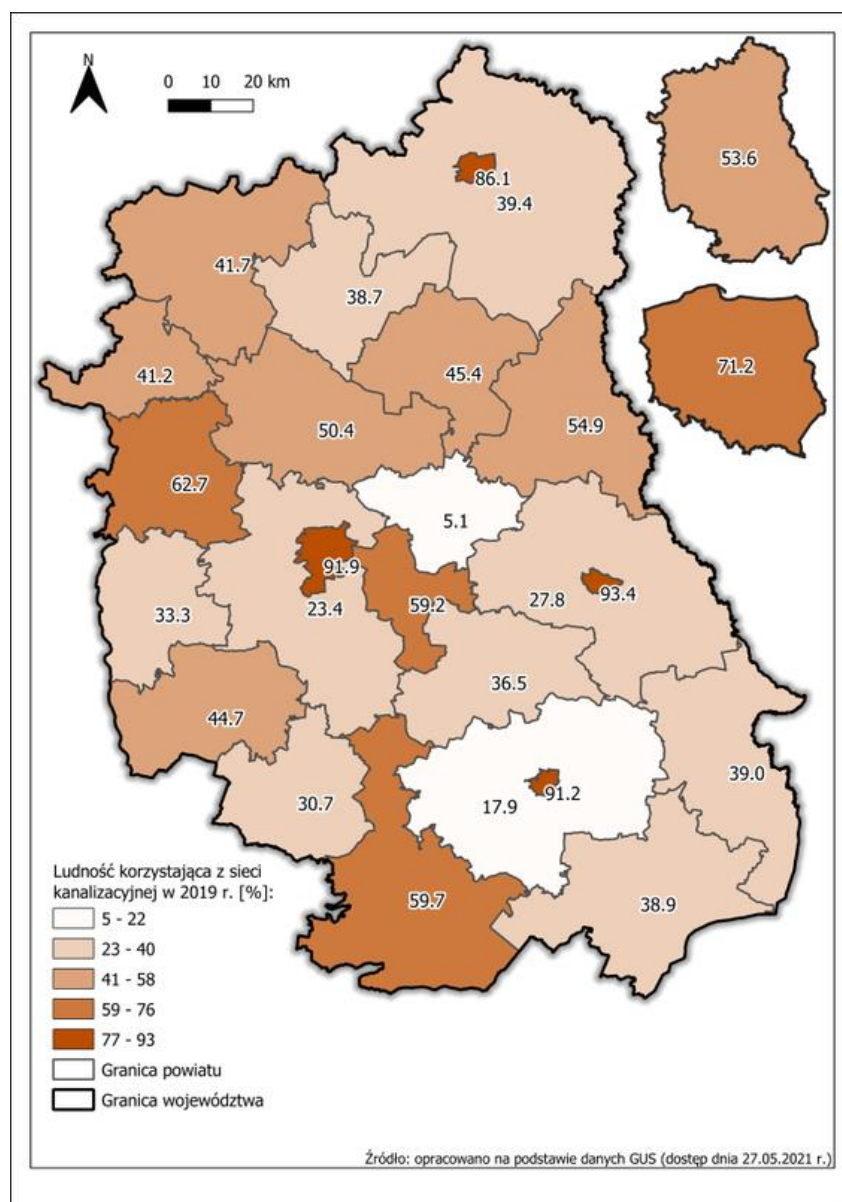 N
0 10 20 km
53.6
86.1
39.4
41.7
38.7
71.2
41.2
45.4
50.4
54.9
62.7
5.1
91.9
93.4
59.2
27.8
23.4
33.3
36.5
44.7
39.0
91.2
30.7
17.9
59.7
38.9
Ludność korzystająca z sieci
kanalizacyjnej w 2019 r. [%]:
5 - 22
23 - 40
41 - 58
59 - 76
77 - 93
Granica powiatu
Granica województwa
Źródło: opracowano na podstawie danych GUS (dostęp dnia 27.05.2021 r.)